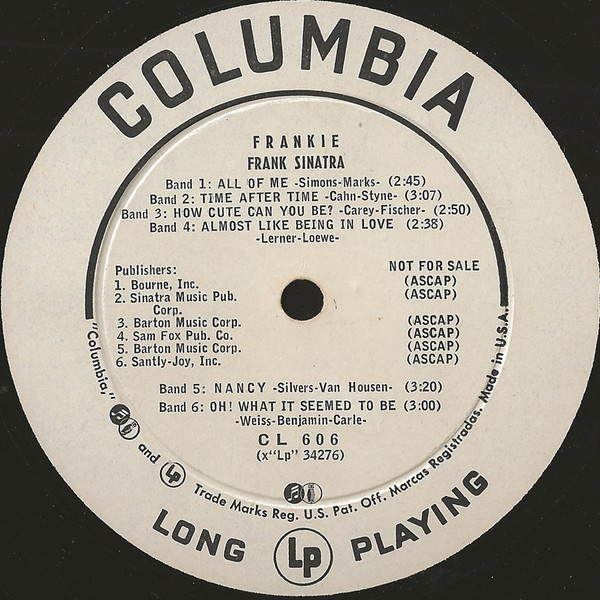 COLUMBIA
FRANKIE
FRANK SINATRA
Band 1: ALL OF ME -Simons-Marks- (2:45)
Band 2: TIME AFTER TIME -Cahn-Styne- (3:07)
Band 3: HOW CUTE CAN YOU BE? -Carey-Fischer- (2:50)
Band 4: ALMOST LIKE BEING IN LOVE (2:38)
-Lerner-Loewe-
Publishers: NOT FOR SALE
1. Bourne, Inc. (ASCAP)
2. Sinatra Music Pub. (ASCAP)
Corp.
3. Barton Music Corp. (ASCAP)
4. Sam Fox Pub. Co. (ASCAP)
5. Barton Music Corp. (ASCAP)
6. Santly-Joy, Inc. (ASCAP)
Band 5: NANCY -Silvers-Van Housen- (3:20)
Band 6: OH! WHAT IT SEEMED TO BE (3:00)
-Weiss-Benjamin-Carle-
CL 606
(x"Lp" 34276)
"Columbia," and Lp Trade Marks Reg. U.S. Pat. Off. Marcas Registradas. Made in U.S.A.
LONG Lp PLAYING